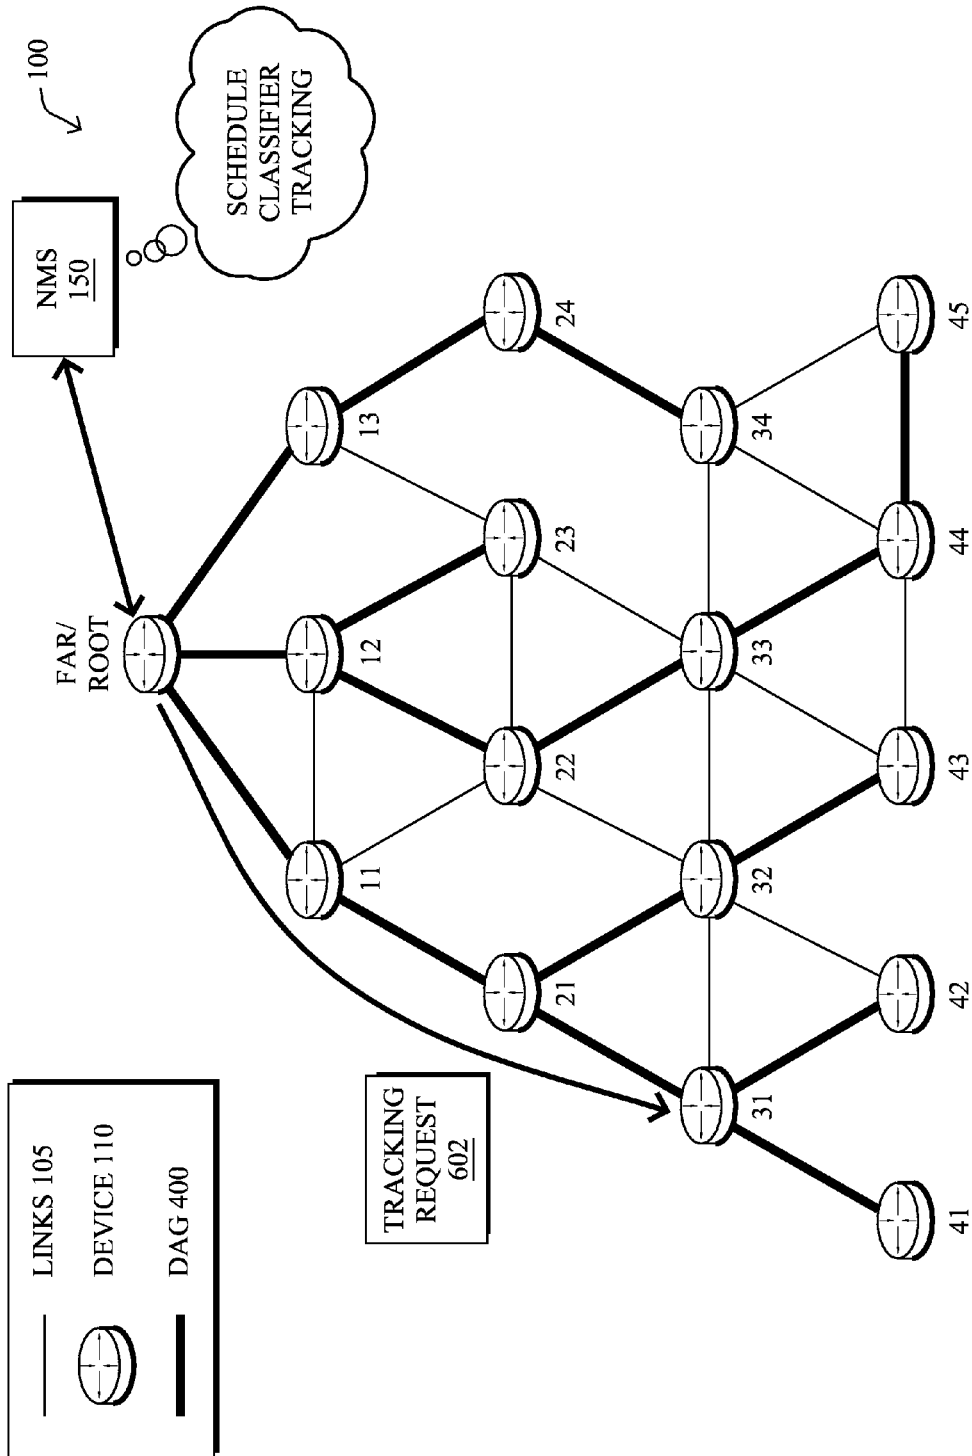 LINKS 105
DEVICE 110
DAG 400
FAR/
ROOT
NMS
150
100
SCHEDULE
CLASSIFIER
TRACKING
TRACKING
REQUEST
602
11
12
13
21
22
23
24
31
32
33
34
41
42
43
44
45